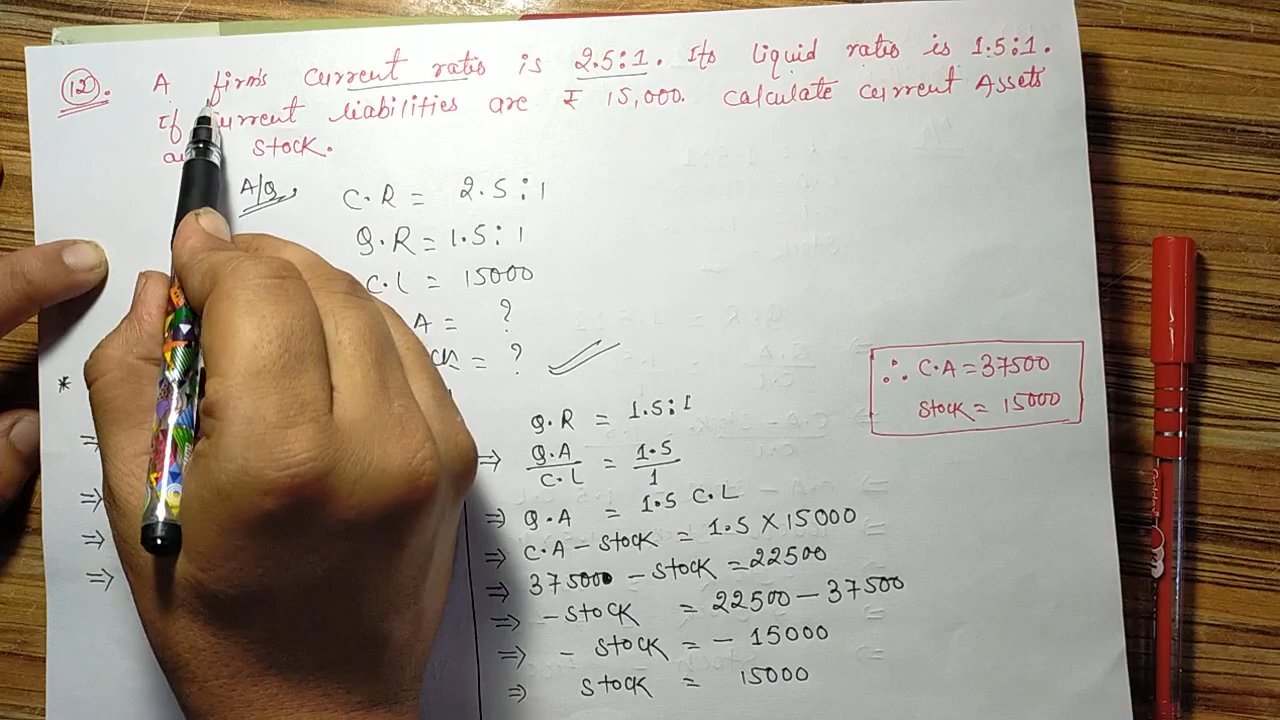 (12). A firm's current ratio is 2.5:1. Its liquid ratio is 1.5:1.
If current liabilities are ₹ 15,000. Calculate current Assets
stock.
A/Q,
C.R = 2.5:1
Q.R = 1.5:1
C.L = 15000
A = ?
= ?
*
⇒
⇒
⇒
⇒
Q.R = 1.5:1
⇒ Q.A / C.L = 1.5 / 1
⇒ Q.A = 1.5 C.L
⇒ C.A - stock = 1.5 X 15000
⇒ 375000 - stock = 22500
⇒ - stock = 22500 - 37500
⇒ - stock = - 15000
⇒ stock = 15000
∴ C.A = 37500
Stock = 15000